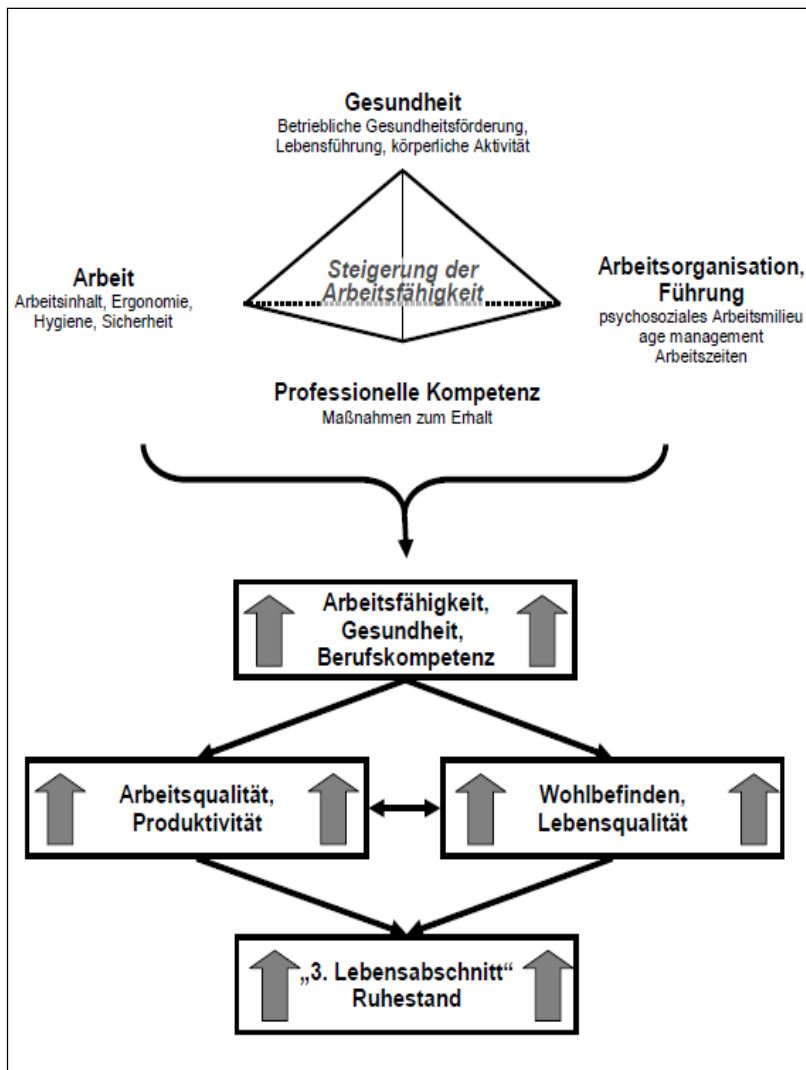 Gesundheit
Betriebliche Gesundheitsförderung,
Lebensführung, körperliche Aktivität
Steigerung der
Arbeitsfähigkeit
Arbeit
Arbeitsinhalt, Ergonomie,
Hygiene, Sicherheit
Arbeitsorganisation,
Führung
psychosoziales Arbeitsmilieu
age management
Arbeitszeiten
Professionelle Kompetenz
Maßnahmen zum Erhalt
Arbeitsfähigkeit,
Gesundheit,
Berufskompetenz
Arbeitsqualität,
Produktivität
Wohlbefinden,
Lebensqualität
„3. Lebensabschnitt“
Ruhestand